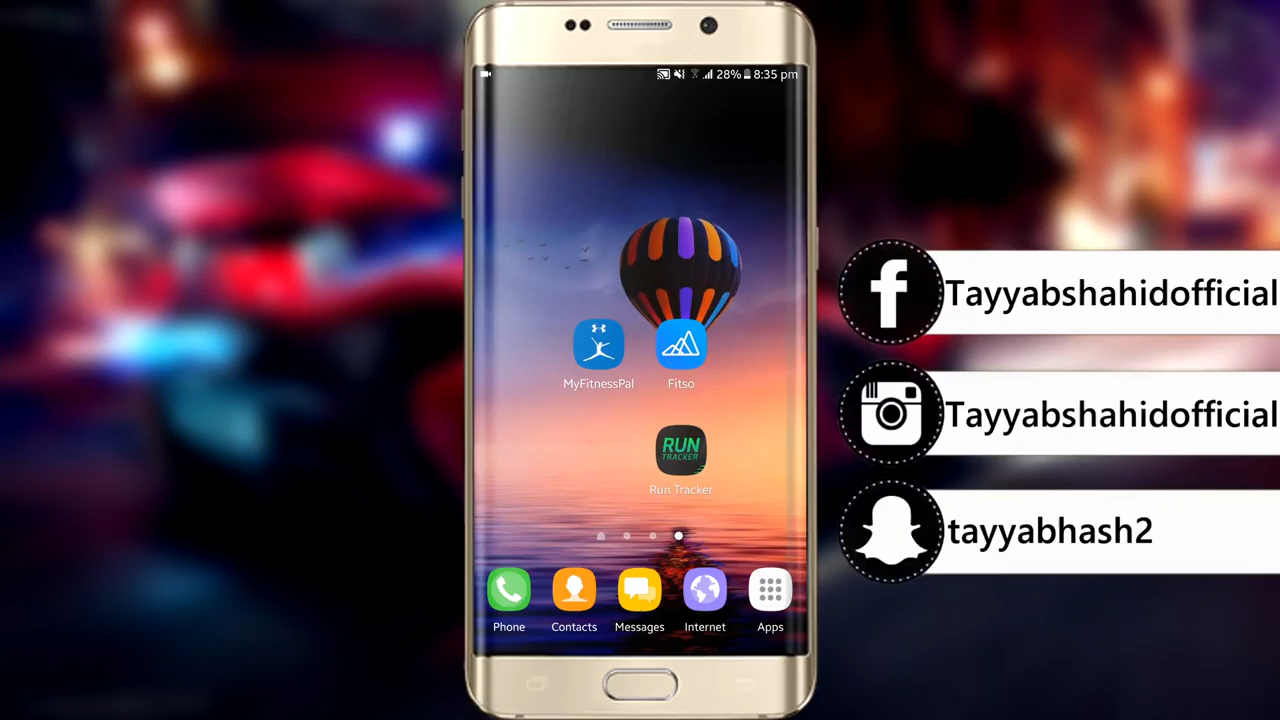 28% 8:35 pm
MyFitnessPal
Fitso
RUN
TRACKER
Run Tracker
Phone
Contacts
Messages
Internet
Apps
f
Tayyabshahidofficial
Tayyabshahidofficial
tayyabhash2